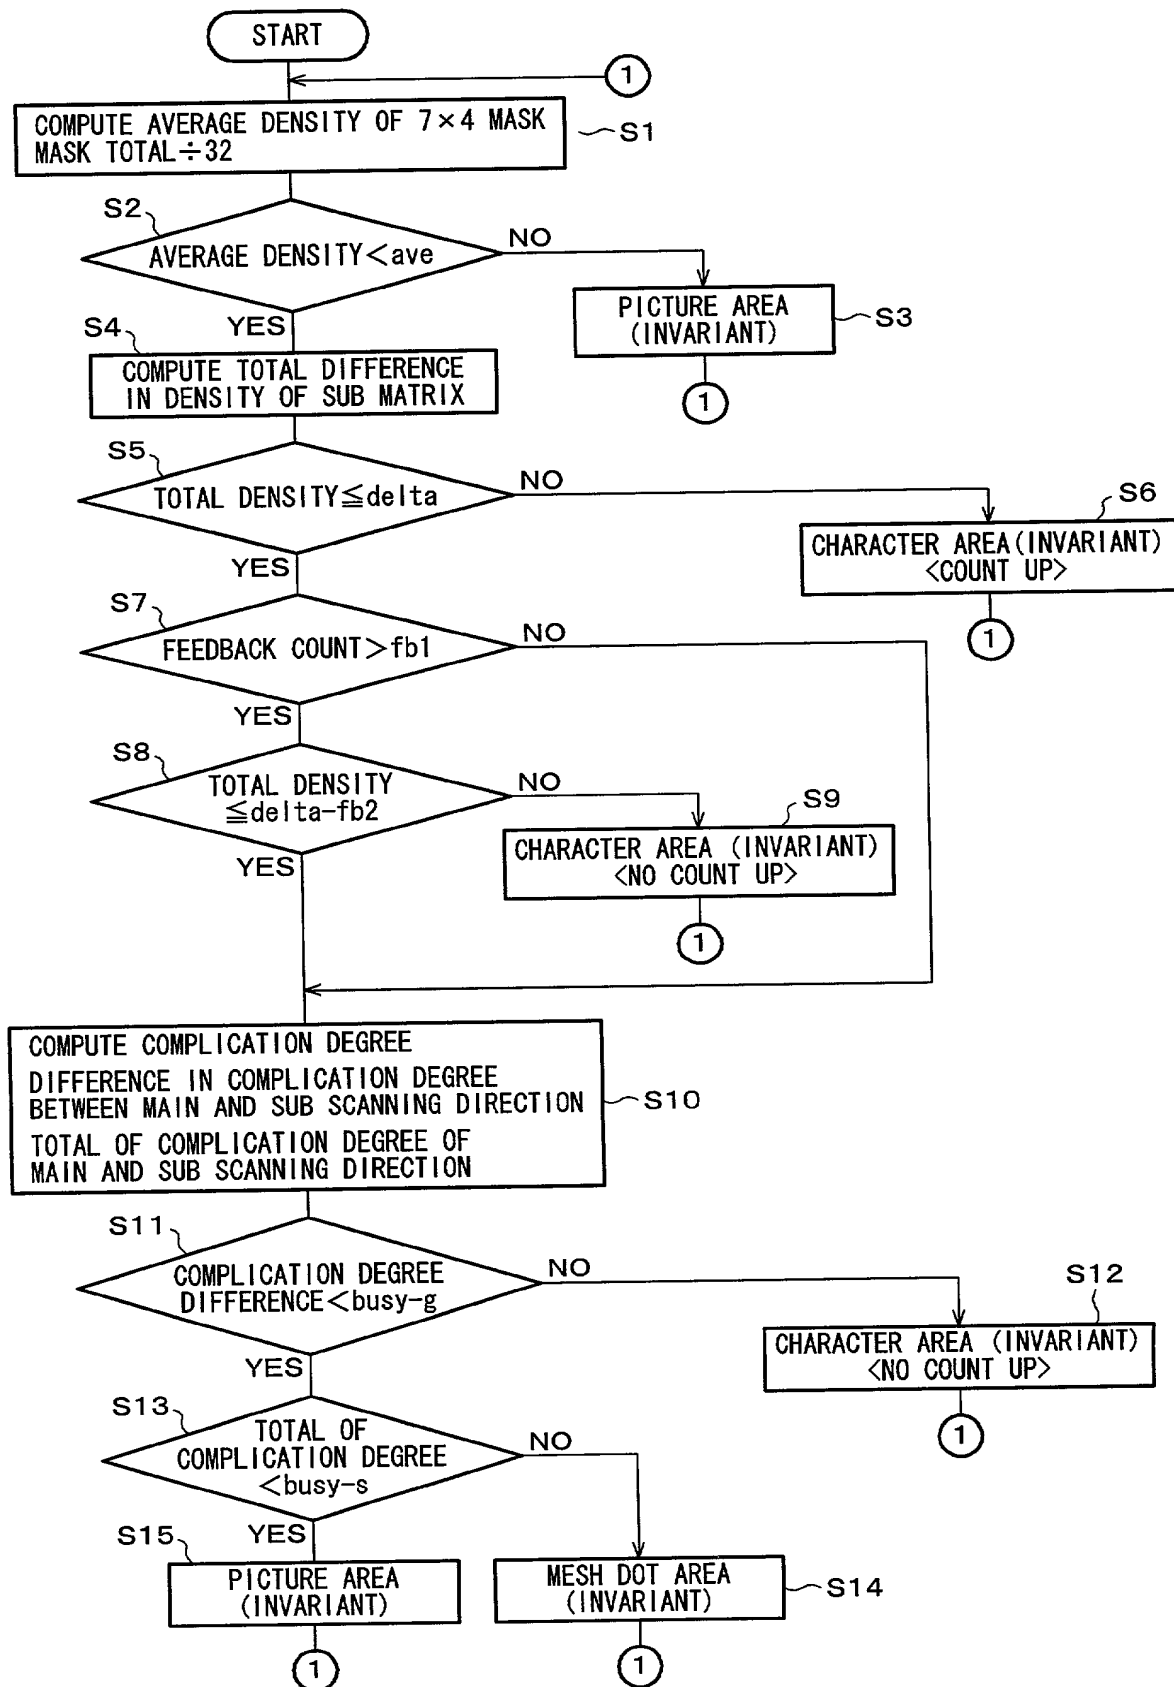 START
1
COMPUTE AVERAGE DENSITY OF 7×4 MASK
MASK TOTAL÷32
S1
S2
AVERAGE DENSITY<ave
NO
YES
PICTURE AREA
(INVARIANT)
S3
1
S4
COMPUTE TOTAL DIFFERENCE
IN DENSITY OF SUB MATRIX
S5
TOTAL DENSITY≦delta
NO
YES
S6
CHARACTER AREA(INVARIANT)
<COUNT UP>
1
S7
FEEDBACK COUNT>fb1
NO
YES
S8
TOTAL DENSITY
≦delta-fb2
NO
YES
S9
CHARACTER AREA (INVARIANT)
<NO COUNT UP>
1
COMPUTE COMPLICATION DEGREE
DIFFERENCE IN COMPLICATION DEGREE
BETWEEN MAIN AND SUB SCANNING DIRECTION
TOTAL OF COMPLICATION DEGREE OF
MAIN AND SUB SCANNING DIRECTION
S10
S11
COMPLICATION DEGREE
DIFFERENCE<busy-g
NO
YES
S12
CHARACTER AREA (INVARIANT)
<NO COUNT UP>
1
S13
TOTAL OF
COMPLICATION DEGREE
<busy-s
NO
YES
S15
PICTURE AREA
(INVARIANT)
1
MESH DOT AREA
(INVARIANT)
S14
1